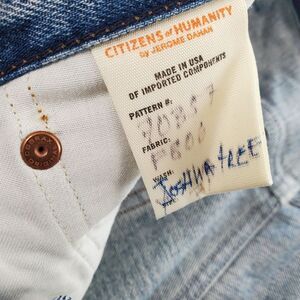 CITIZENS of HUMANITY
by JEROME DAHAN
MADE IN USA
OF IMPORTED COMPONENTS
PATTERN #:
FABRIC:
WASH:
JOSHUA TREE